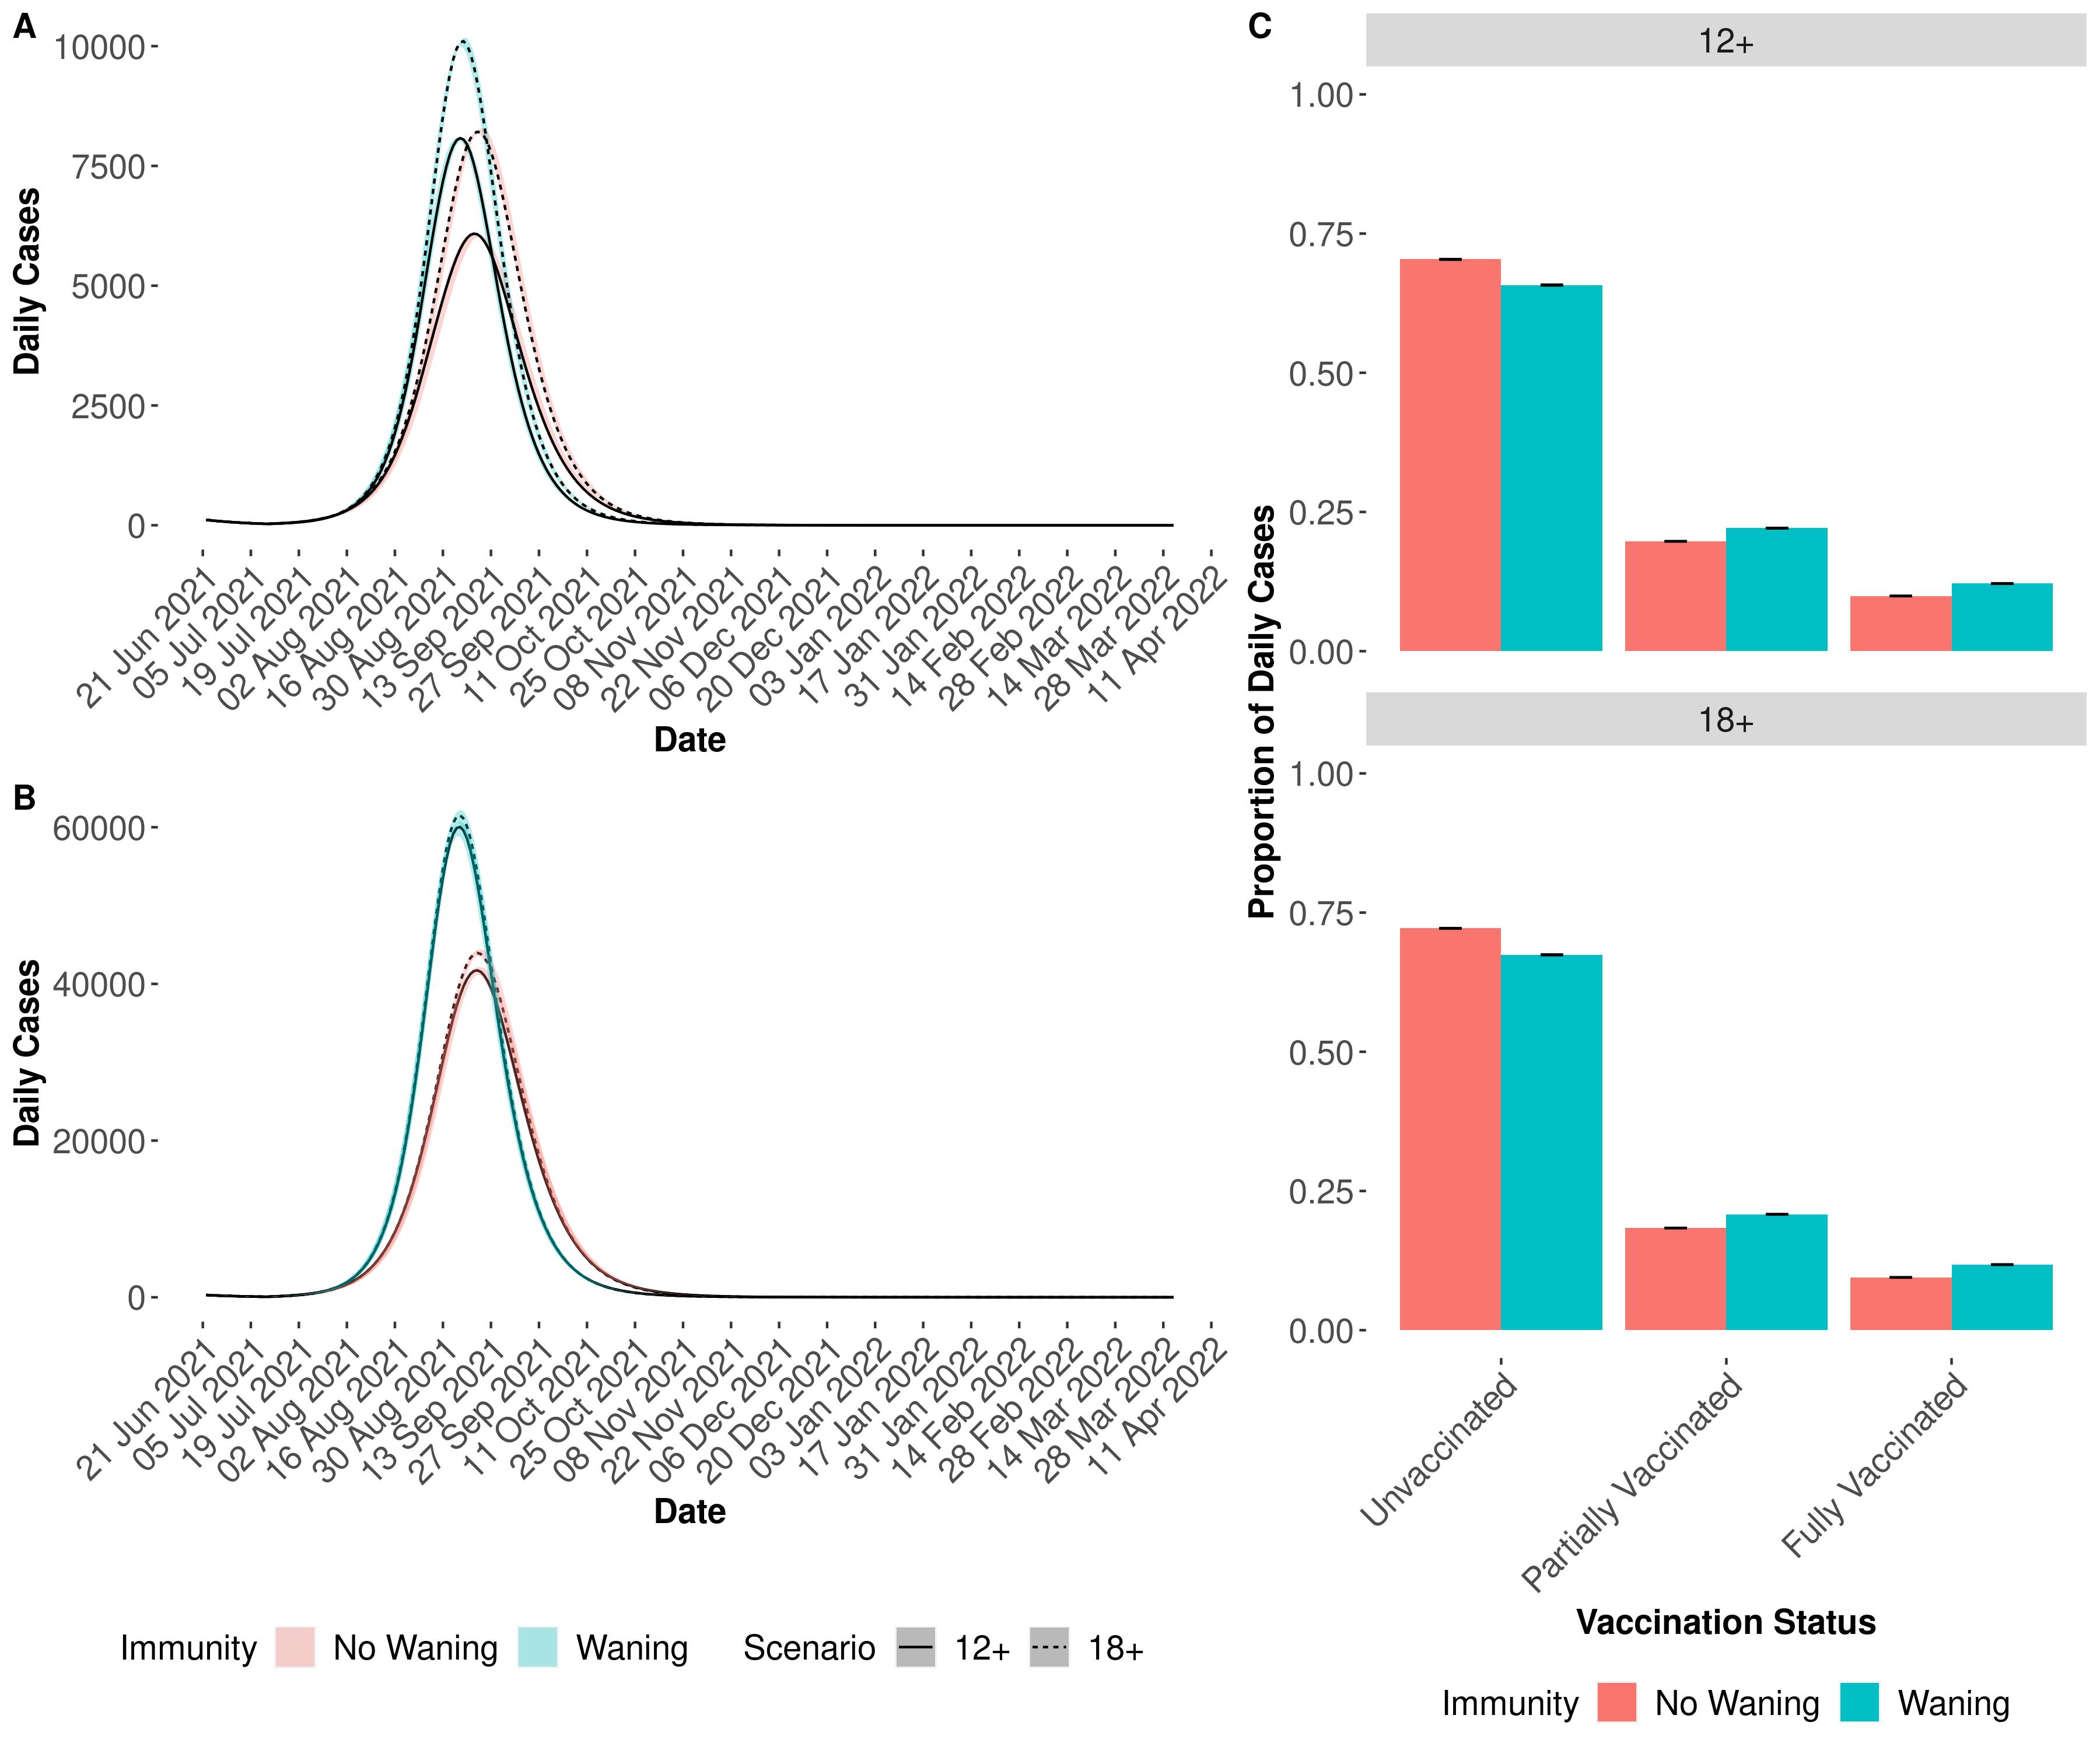 A
Daily Cases
10000
7500
5000
2500
0
21 Jun 2021
05 Jul 2021
19 Jul 2021
02 Aug 2021
16 Aug 2021
30 Aug 2021
13 Sep 2021
27 Sep 2021
11 Oct 2021
25 Oct 2021
08 Nov 2021
22 Nov 2021
06 Dec 2021
20 Dec 2021
03 Jan 2022
17 Jan 2022
31 Jan 2022
14 Feb 2022
28 Feb 2022
14 Mar 2022
28 Mar 2022
11 Apr 2022
Date
B
Daily Cases
60000
40000
20000
0
21 Jun 2021
05 Jul 2021
19 Jul 2021
02 Aug 2021
16 Aug 2021
30 Aug 2021
13 Sep 2021
27 Sep 2021
11 Oct 2021
25 Oct 2021
08 Nov 2021
22 Nov 2021
06 Dec 2021
20 Dec 2021
03 Jan 2022
17 Jan 2022
31 Jan 2022
14 Feb 2022
28 Feb 2022
14 Mar 2022
28 Mar 2022
11 Apr 2022
Date
Immunity No Waning Waning Scenario 12+ 18+
C
Proportion of Daily Cases
12+
1.00
0.75
0.50
0.25
0.00
18+
1.00
0.75
0.50
0.25
0.00
Unvaccinated
Partially Vaccinated
Fully Vaccinated
Vaccination Status
Immunity No Waning Waning